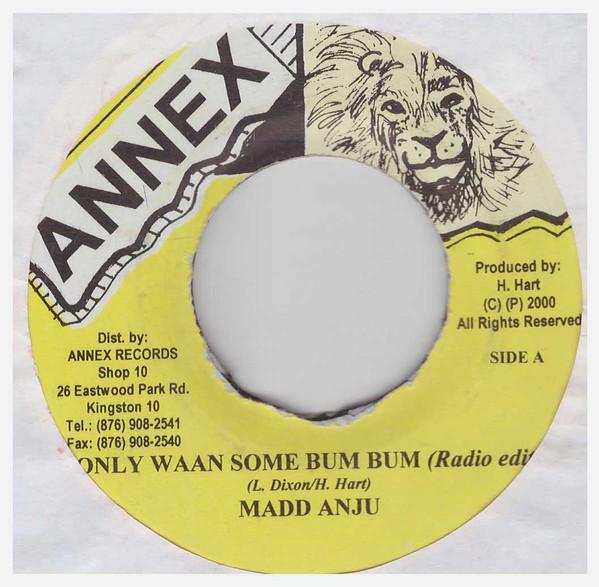 ANNEX
Produced by:
H. Hart
(C) (P) 2000
All Rights Reserved
SIDE A
Dist. by:
ANNEX RECORDS
Shop 10
26 Eastwood Park Rd.
Kingston 10
Tel.: (876) 908-2541
Fax: (876) 908-2540
ONLY WAAN SOME BUM BUM (Radio edit
(L. Dixon/H. Hart)
MADD ANJU